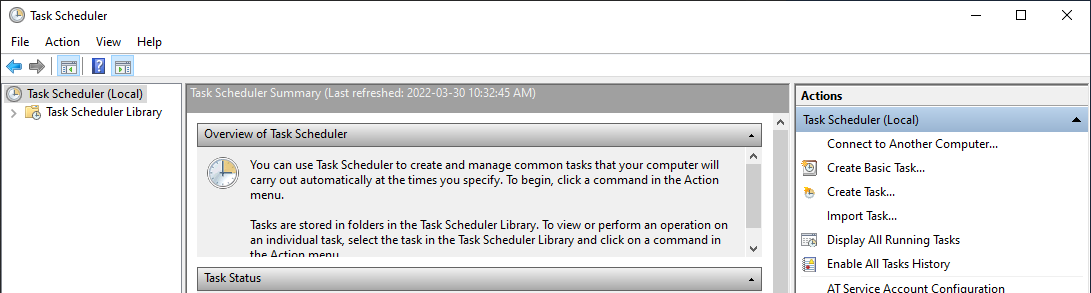 Task Scheduler
File Action View Help
Task Scheduler (Local)
Task Scheduler Library
Task Scheduler Summary (Last refreshed: 2022-03-30 10:32:45 AM)
Overview of Task Scheduler
You can use Task Scheduler to create and manage common tasks that your computer will
carry out automatically at the times you specify. To begin, click a command in the Action
menu.
Tasks are stored in folders in the Task Scheduler Library. To view or perform an operation on
an individual task, select the task in the Task Scheduler Library and click on a command in
the Action menu.
Task Status
Actions
Task Scheduler (Local)
Connect to Another Computer...
Create Basic Task...
Create Task...
Import Task...
Display All Running Tasks
Enable All Tasks History
AT Service Account Configuration